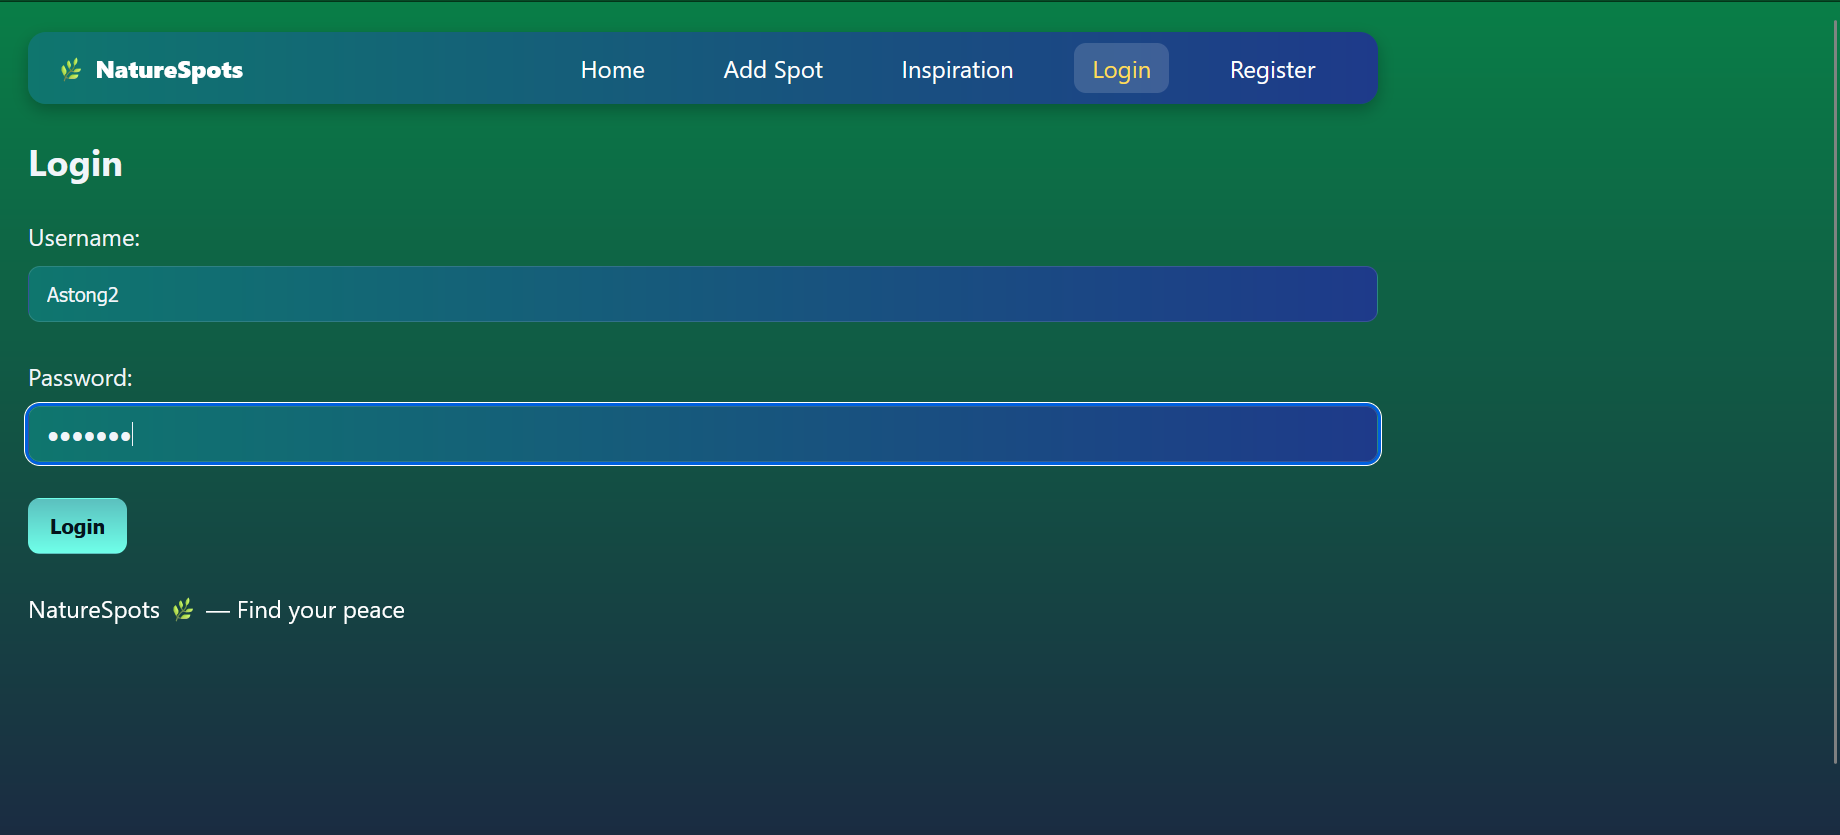 🌿 NatureSpots Home Add Spot Inspiration Login Register
Login
Username:
Astong2
Password:
•••••••
Login
NatureSpots 🌿 — Find your peace